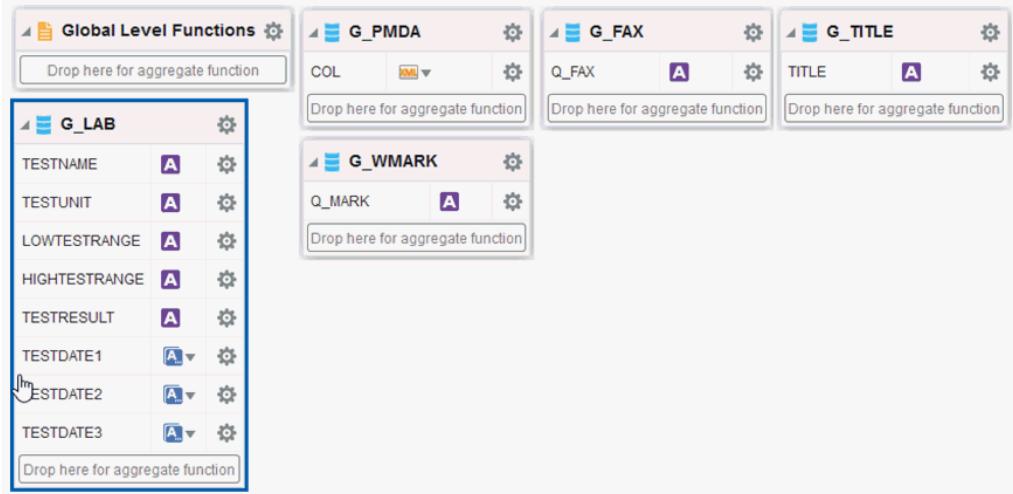 Global Level Functions
Drop here for aggregate function
G_LAB
TESTNAME A
TESTUNIT A
LOWTESTRANGE A
HIGHTESTRANGE A
TESTRESULT A
TESTDATE1 A...
TESTDATE2 A...
TESTDATE3 A...
Drop here for aggregate function
G_PMDA
COL XML
Drop here for aggregate function
G_WMARK
Q_MARK A
Drop here for aggregate function
G_FAX
Q_FAX A
Drop here for aggregate function
G_TITLE
TITLE A
Drop here for aggregate function